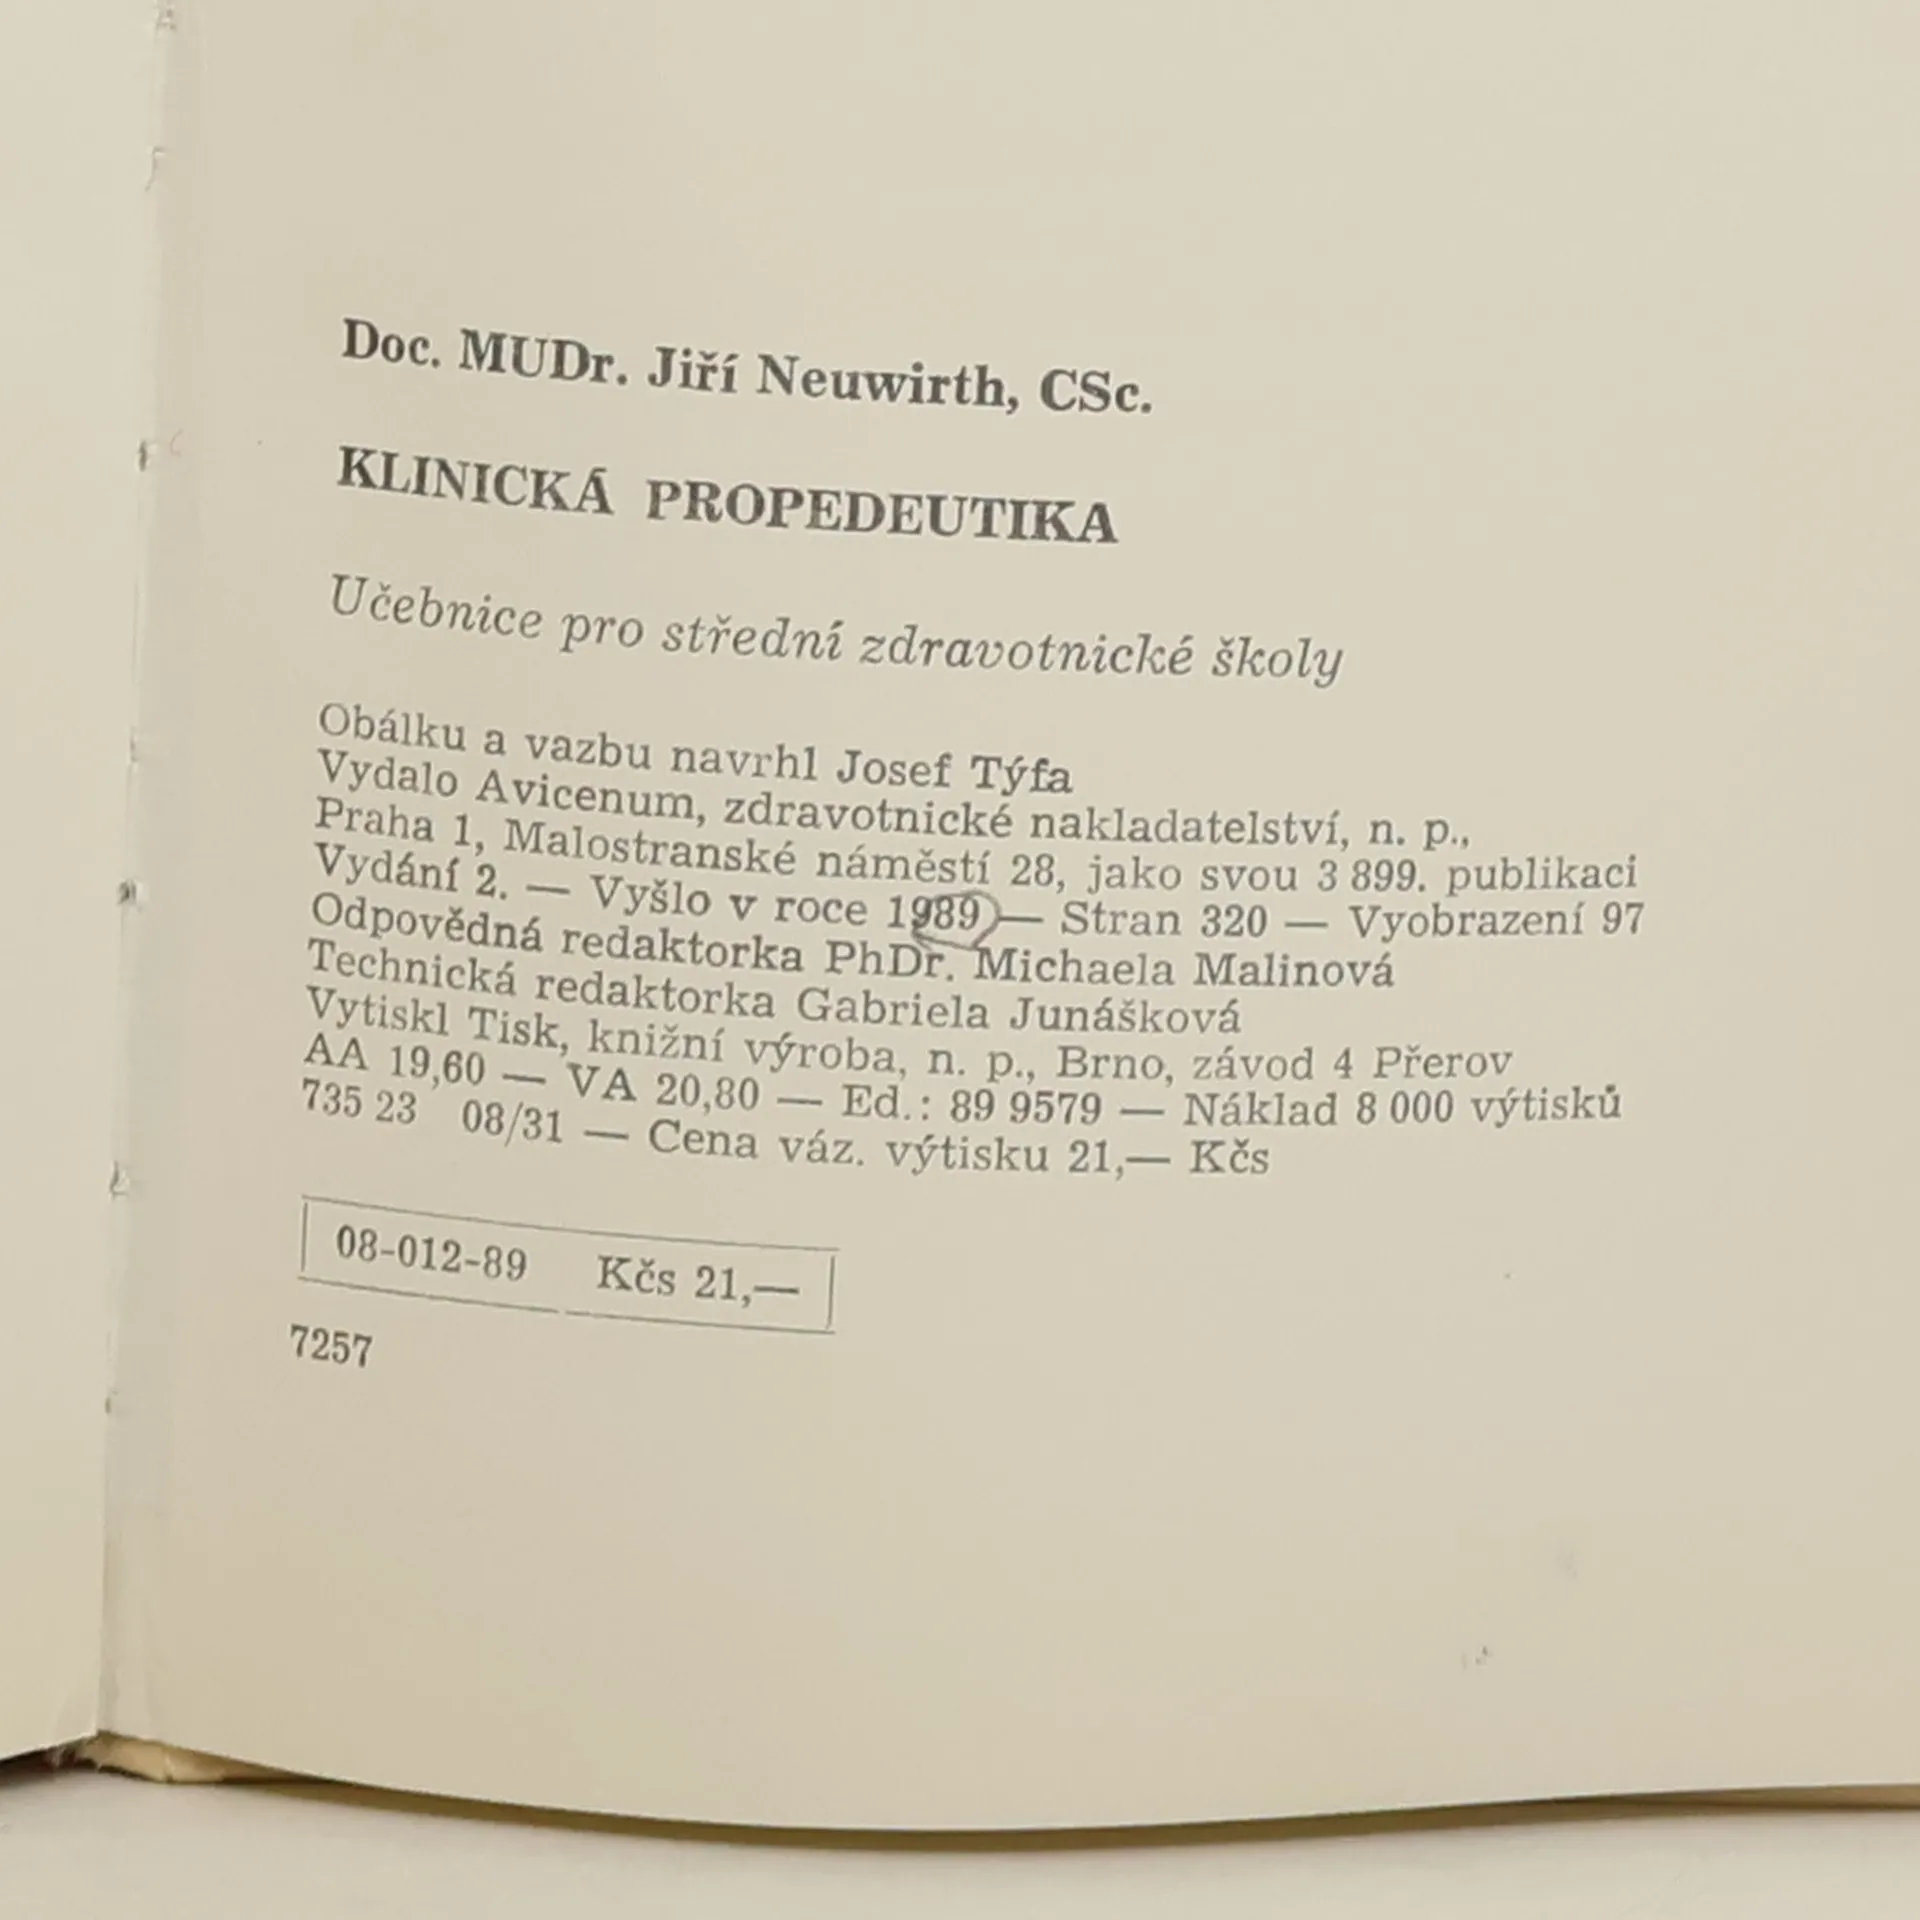 Doc. MUDr. Jiří Neuwirth, CSc.
KLINICKÁ PROPEDEUTIKA
Učebnice pro střední zdravotnické školy
Obálku a vazbu navrhl Josef Týfa
Vydalo Avicenum, zdravotnické nakladatelství, n. p.,
Praha 1, Malostranské náměstí 28, jako svou 3 899. publikaci
Vydání 2. — Vyšlo v roce 1989 — Stran 320 — Vyobrazení 97
Odpovědná redaktorka PhDr. Michaela Malinová
Technická redaktorka Gabriela Junášková
Vytiskl Tisk, knižní výroba, n. p., Brno, závod 4 Přerov
AA 19,60 — VA 20,80 — Ed.: 89 9579 — Náklad 8 000 výtisků
735 23 08/31 — Cena váz. výtisku 21,— Kčs
08-012-89 Kčs 21,—
7257